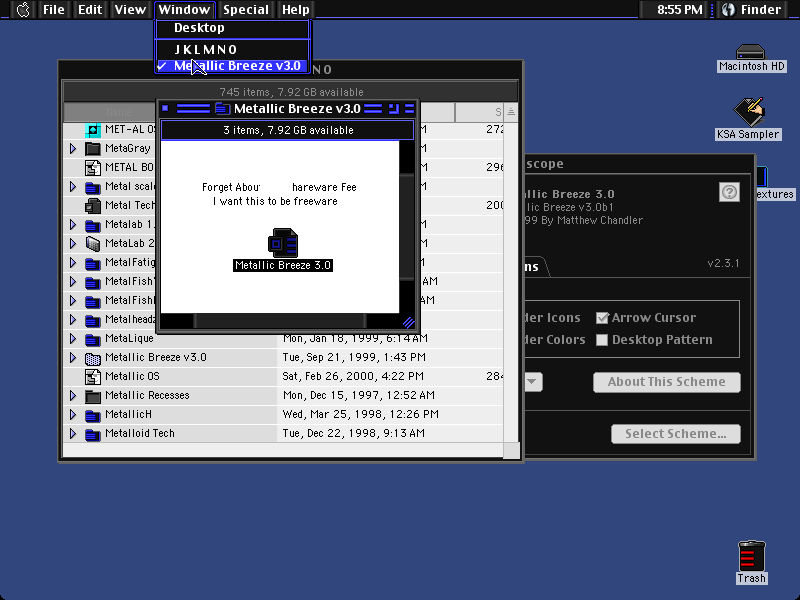 File Edit View Window Special Help 8:55 PM Finder
Desktop
J K L M N O
Metallic Breeze v3.0
N O
745 items, 7.92 GB available
Metallic Breeze v3.0
3 items, 7.92 GB available
Forget Abou hareware Fee
I want this to be freeware
Metallic Breeze 3.0
S
MET-AL OS M 272
MetaGray M
METAL BO M 296
Metal scale M
Metal Tech M 200
Metalab 1. M
MetaLab 2 M
MetalFatig M
MetalFish AM
MetalFishl AM
Metalheadz M
MetaLique Mon, Jan 18, 1999, 6:14 AM
Metallic Breeze v3.0 Tue, Sep 21, 1999, 1:43 PM
Metallic OS Sat, Feb 26, 2000, 4:22 PM 284
Metallic Recesses Mon, Dec 15, 1997, 12:52 AM
MetallicH Wed, Mar 25, 1998, 12:26 PM
Metalloid Tech Tue, Dec 22, 1998, 9:13 AM
scope
llic Breeze 3.0
lic Breeze v3.0b1
99 By Matthew Chandler
ns
v2.3.1
der Icons Arrow Cursor
der Colors Desktop Pattern
About This Scheme
Select Scheme...
Macintosh HD
KSA Sampler
extures
Trash